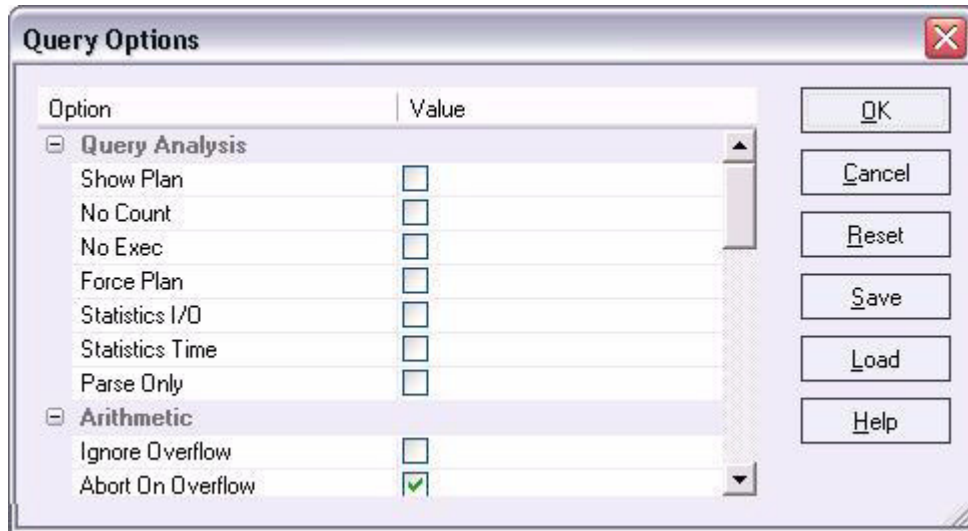 Query Options
Option Value
Query Analysis
Show Plan
No Count
No Exec
Force Plan
Statistics I/O
Statistics Time
Parse Only
Arithmetic
Ignore Overflow
Abort On Overflow
OK
Cancel
Reset
Save
Load
Help